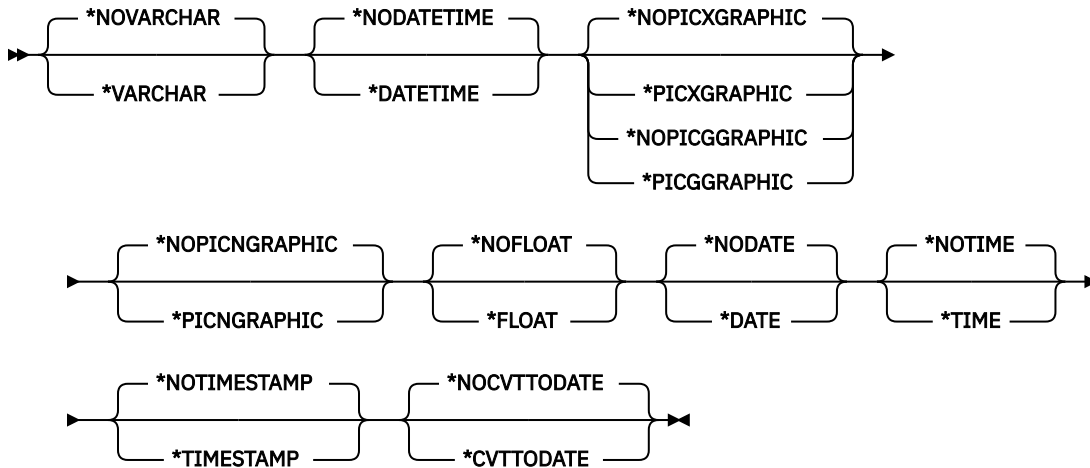 *NOVARCHAR *NODATETIME *NOPICXGRAPHIC
*VARCHAR *DATETIME *PICXGRAPHIC
*NOPICGGRAPHIC
*PICGGRAPHIC
*NOPICNGRAPHIC *NOFLOAT *NODATE *NOTIME
*PICNGRAPHIC *FLOAT *DATE *TIME
*NOTIMESTAMP *NOCVTTODATE
*TIMESTAMP *CVTTODATE